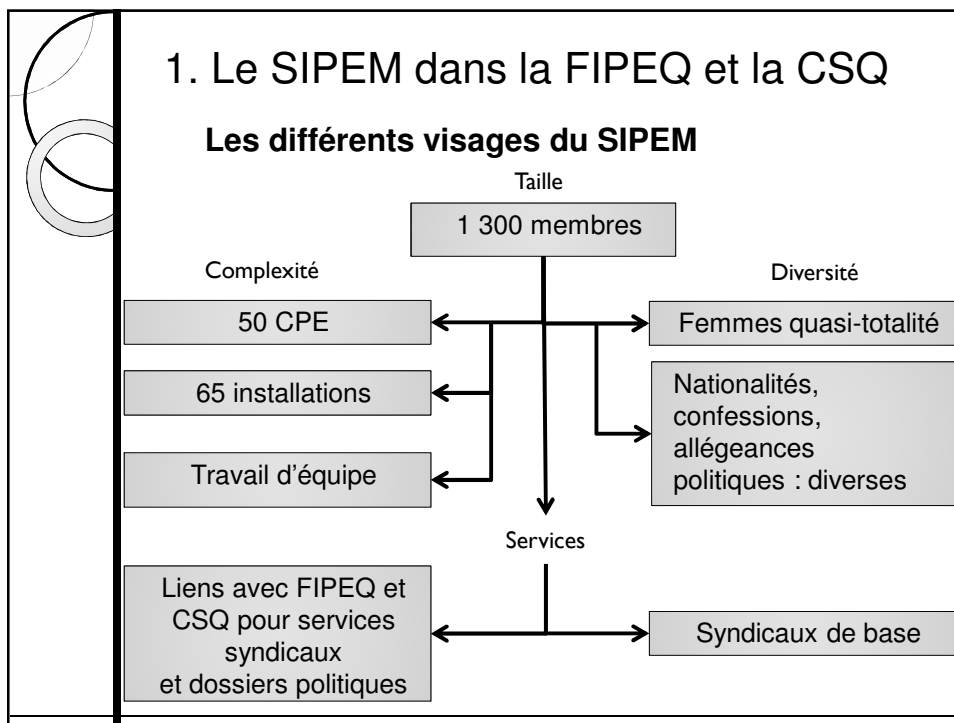 1. Le SIPEM dans la FIPEQ et la CSQ
Les différents visages du SIPEM
Taille
1 300 membres
Complexité
Diversité
50 CPE
Femmes quasi-totalité
65 installations
Nationalités,
confessions,
allégeances
politiques : diverses
Travail d'équipe
Services
Liens avec FIPEQ et
CSQ pour services
syndicaux
et dossiers politiques
Syndicaux de base